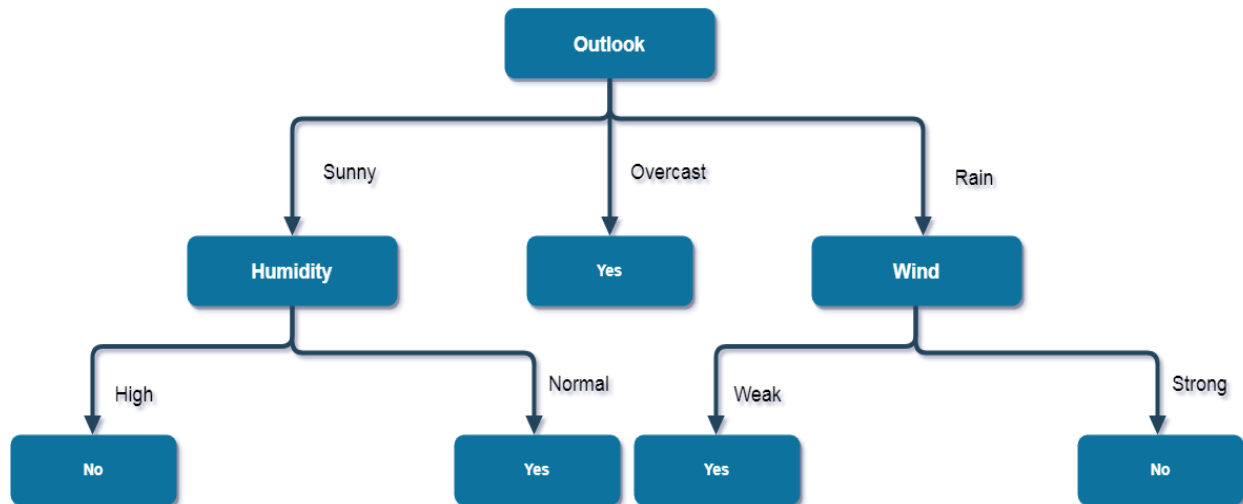 Outlook
Sunny
Overcast
Rain
Humidity
Yes
Wind
High
Normal
Weak
Strong
No
Yes
Yes
No